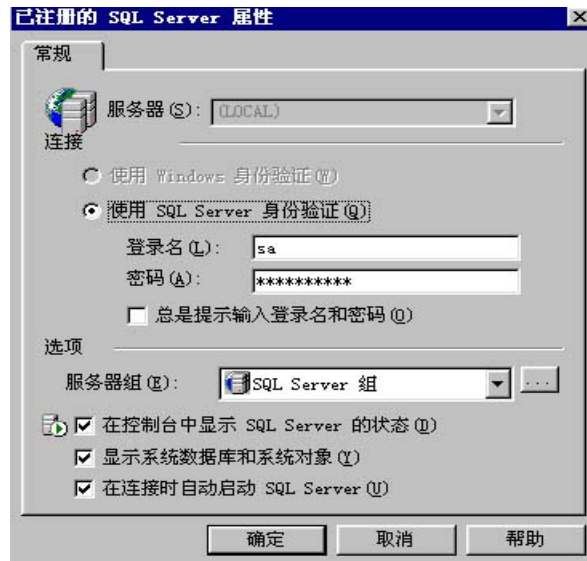 已注册的 SQL Server 属性
常规
服务器(S): (LOCAL)
连接
使用 Windows 身份验证(W)
使用 SQL Server 身份验证(Q)
登录名(L): sa
密码(A): **********
总是提示输入登录名和密码(O)
选项
服务器组(E): SQL Server 组 ...
在控制台中显示 SQL Server 的状态(D)
显示系统数据库和系统对象(Y)
在连接时自动启动 SQL Server(U)
确定 取消 帮助